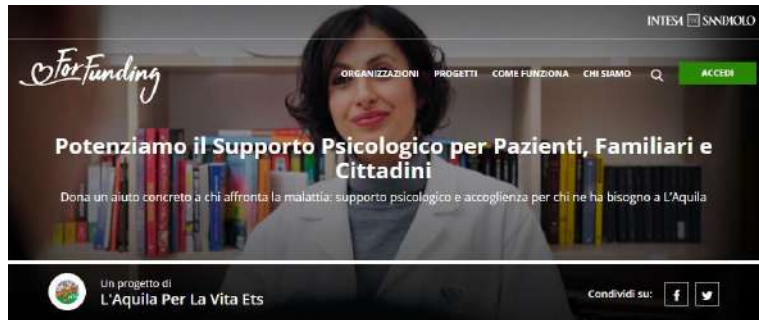 INTESA SANPAOLO
ForFunding
ORGANIZZAZIONI PROGETTI COME FUNZIONA CHI SIAMO ACCEDI
Potenziamo il Supporto Psicologico per Pazienti, Familiari e
Cittadini
Dona un aiuto concreto a chi affronta la malattia: supporto psicologico e accoglienza per chi ne ha bisogno a L'Aquila
Un progetto di
L'Aquila Per La Vita Ets
Condividi su: